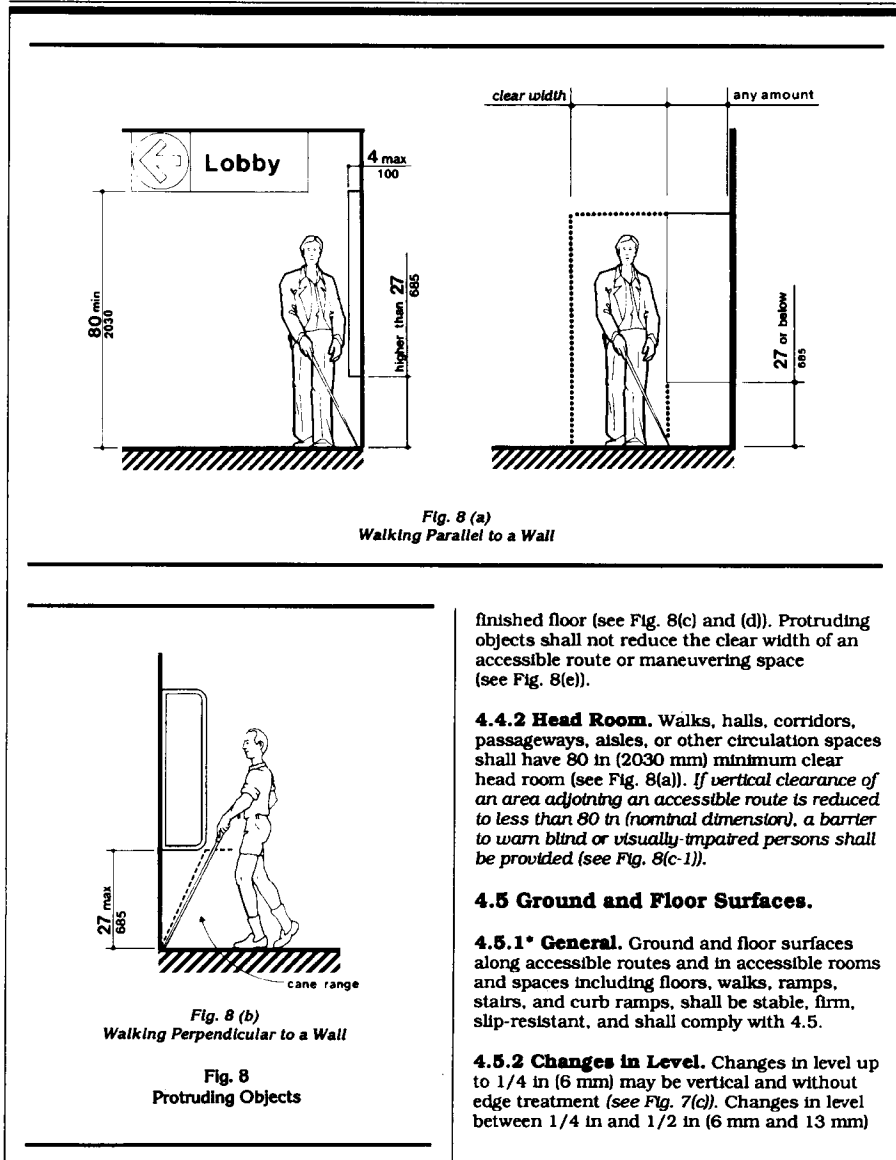 clear width
any amount
Lobby
4 max
100
80 min
2030
higher than 27
685
27 or below
685
Fig. 8 (a)
Walking Parallel to a Wall
27 max
685
cane range
Fig. 8 (b)
Walking Perpendicular to a Wall
Fig. 8
Protruding Objects
finished floor (see Fig. 8(c) and (d)). Protruding
objects shall not reduce the clear width of an
accessible route or maneuvering space
(see Fig. 8(e)).
4.4.2 Head Room. Walks, halls, corridors,
passageways, aisles, or other circulation spaces
shall have 80 in (2030 mm) minimum clear
head room (see Fig. 8(a)). If vertical clearance of
an area adjoining an accessible route is reduced
to less than 80 in (nominal dimension), a barrier
to warn blind or visually-impaired persons shall
be provided (see Fig. 8(c-1)).
4.5 Ground and Floor Surfaces.
4.5.1* General. Ground and floor surfaces
along accessible routes and in accessible rooms
and spaces including floors, walks, ramps,
stairs, and curb ramps, shall be stable, firm,
slip-resistant, and shall comply with 4.5.
4.5.2 Changes in Level. Changes in level up
to 1/4 in (6 mm) may be vertical and without
edge treatment (see Fig. 7(c)). Changes in level
between 1/4 in and 1/2 in (6 mm and 13 mm)